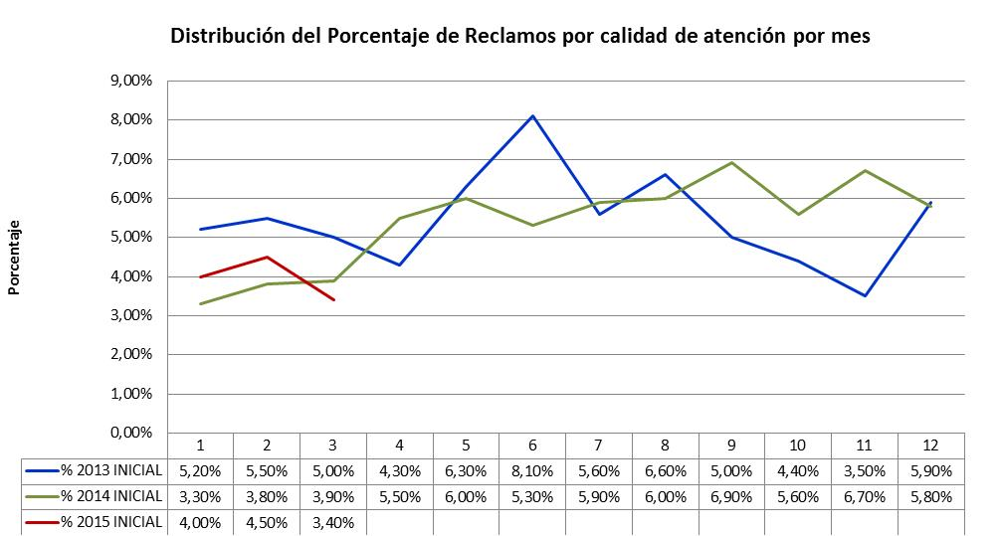 Distribución del Porcentaje de Reclamos por calidad de atención por mes
Porcentaje
9,00%
8,00%
7,00%
6,00%
5,00%
4,00%
3,00%
2,00%
1,00%
0,00%
1 2 3 4 5 6 7 8 9 10 11 12
% 2013 INICIAL 5,20% 5,50% 5,00% 4,30% 6,30% 8,10% 5,60% 6,60% 5,00% 4,40% 3,50% 5,90%
% 2014 INICIAL 3,30% 3,80% 3,90% 5,50% 6,00% 5,30% 5,90% 6,00% 6,90% 5,60% 6,70% 5,80%
% 2015 INICIAL 4,00% 4,50% 3,40%